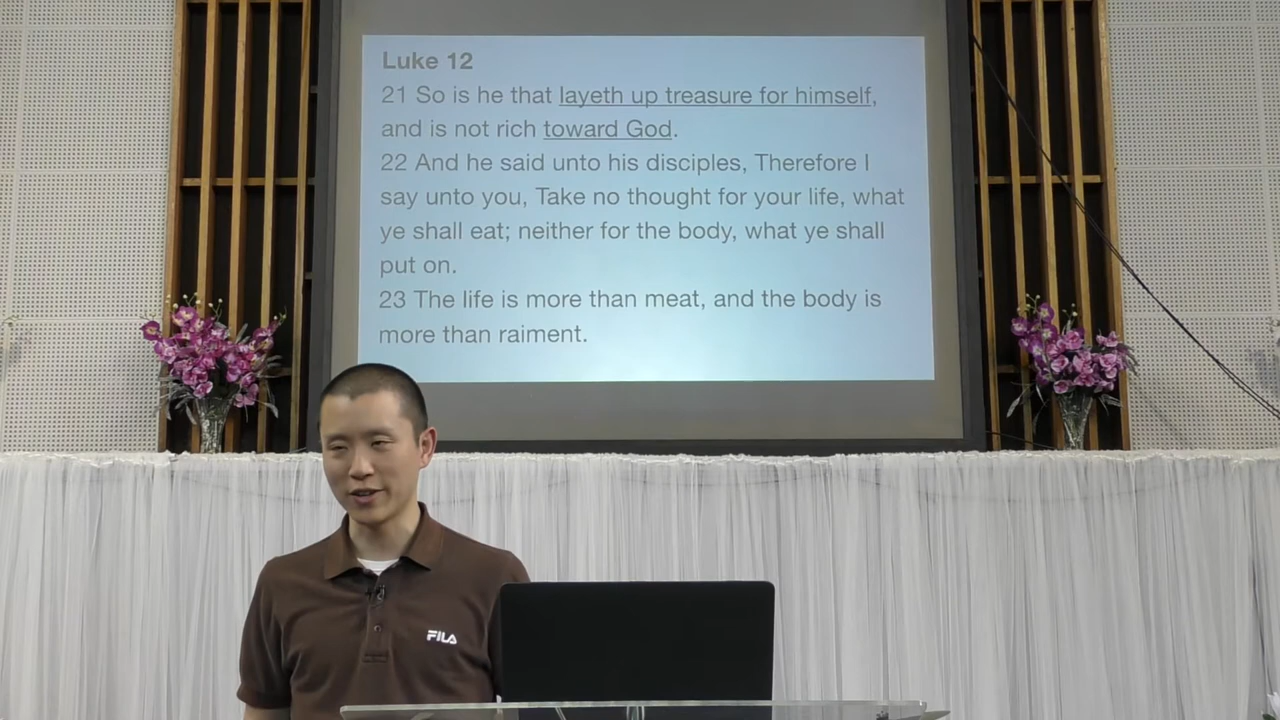 Luke 12
21 So is he that layeth up treasure for himself,
and is not rich toward God.
22 And he said unto his disciples, Therefore I
say unto you, Take no thought for your life, what
ye shall eat; neither for the body, what ye shall
put on.
23 The life is more than meat, and the body is
more than raiment.
FILA